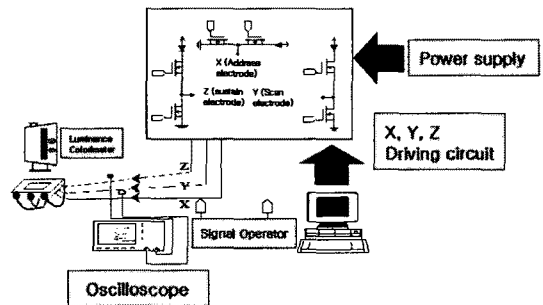 X (Address
electrode)
Z (sustain
electrode)
Y (Scan
electrode)
Power supply
X, Y, Z
Driving circuit
Luminance
Colorimeter
Z
Y
X
Signal Operator
Oscilloscope